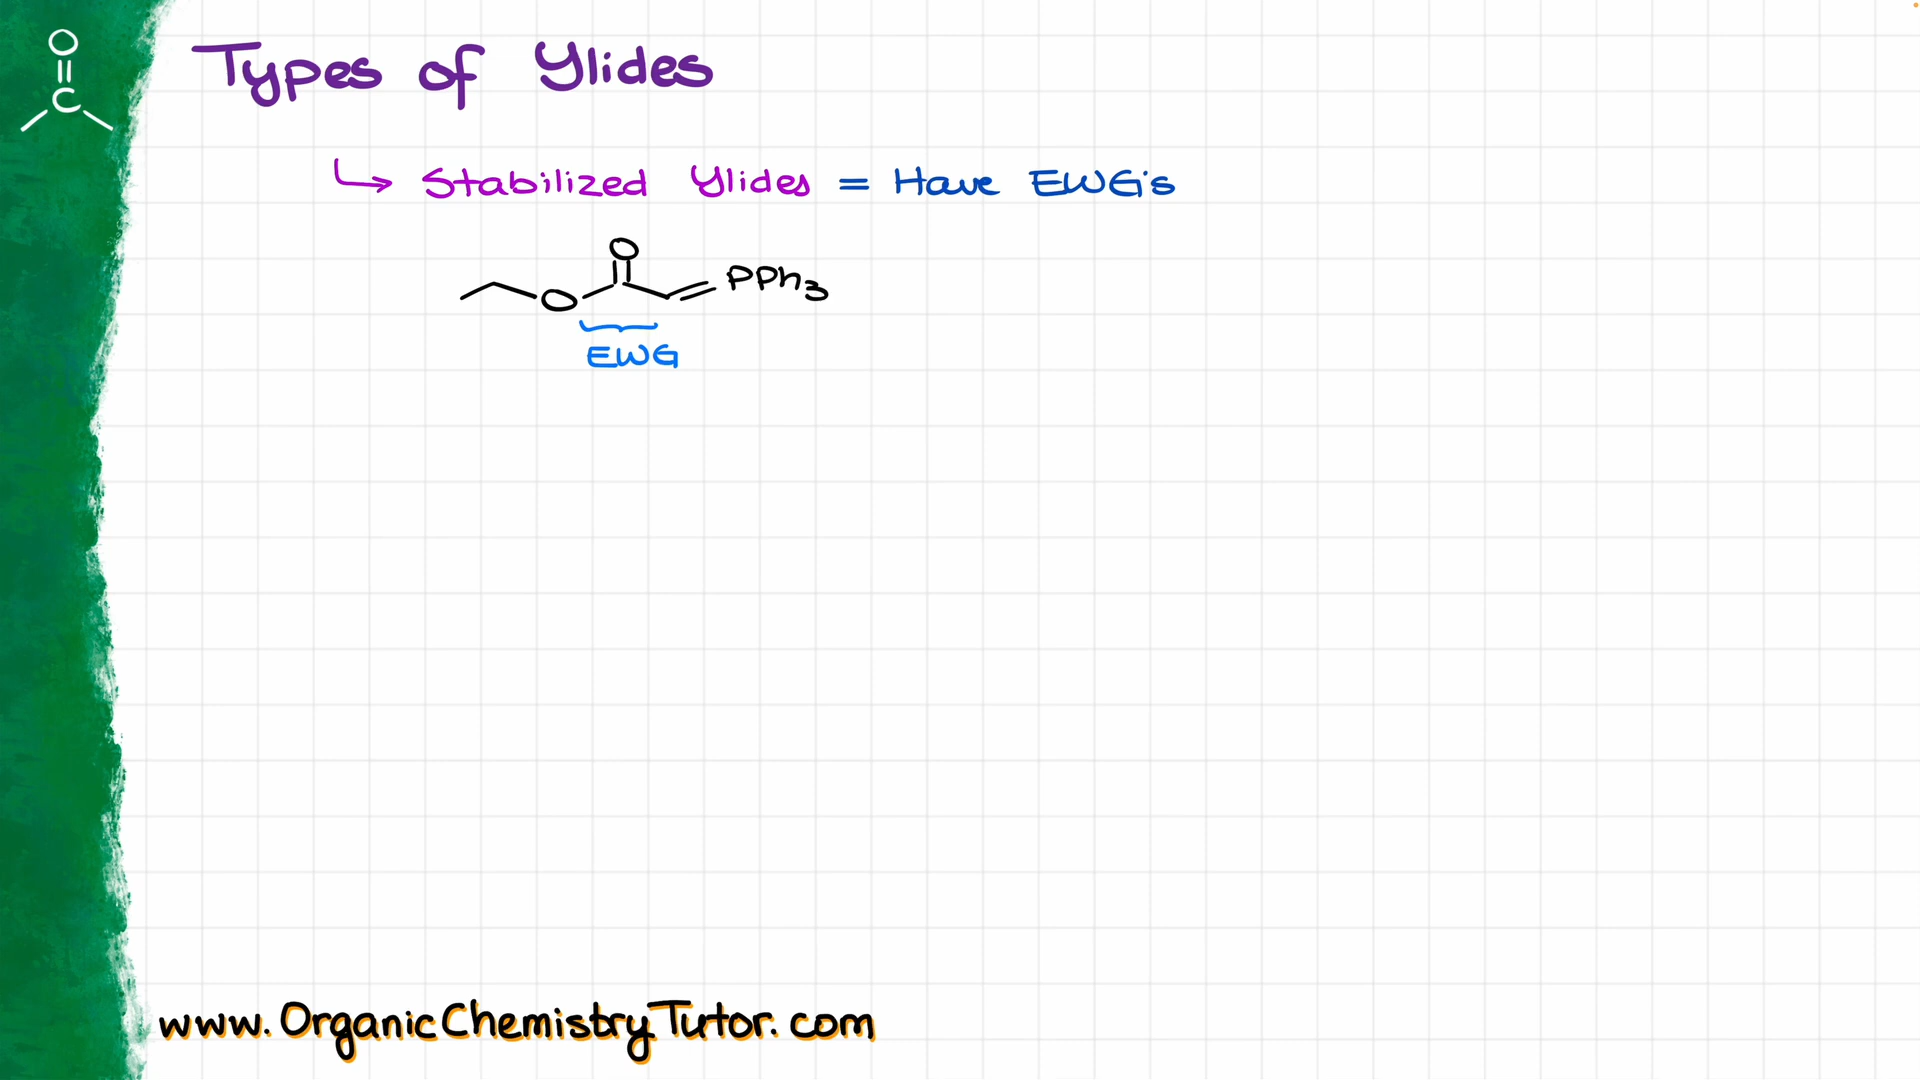 O
C
Types of Ylides
Stabilized Ylides = Have EWG's
O
O PPh3
EWG
www.OrganicChemistryTutor.com